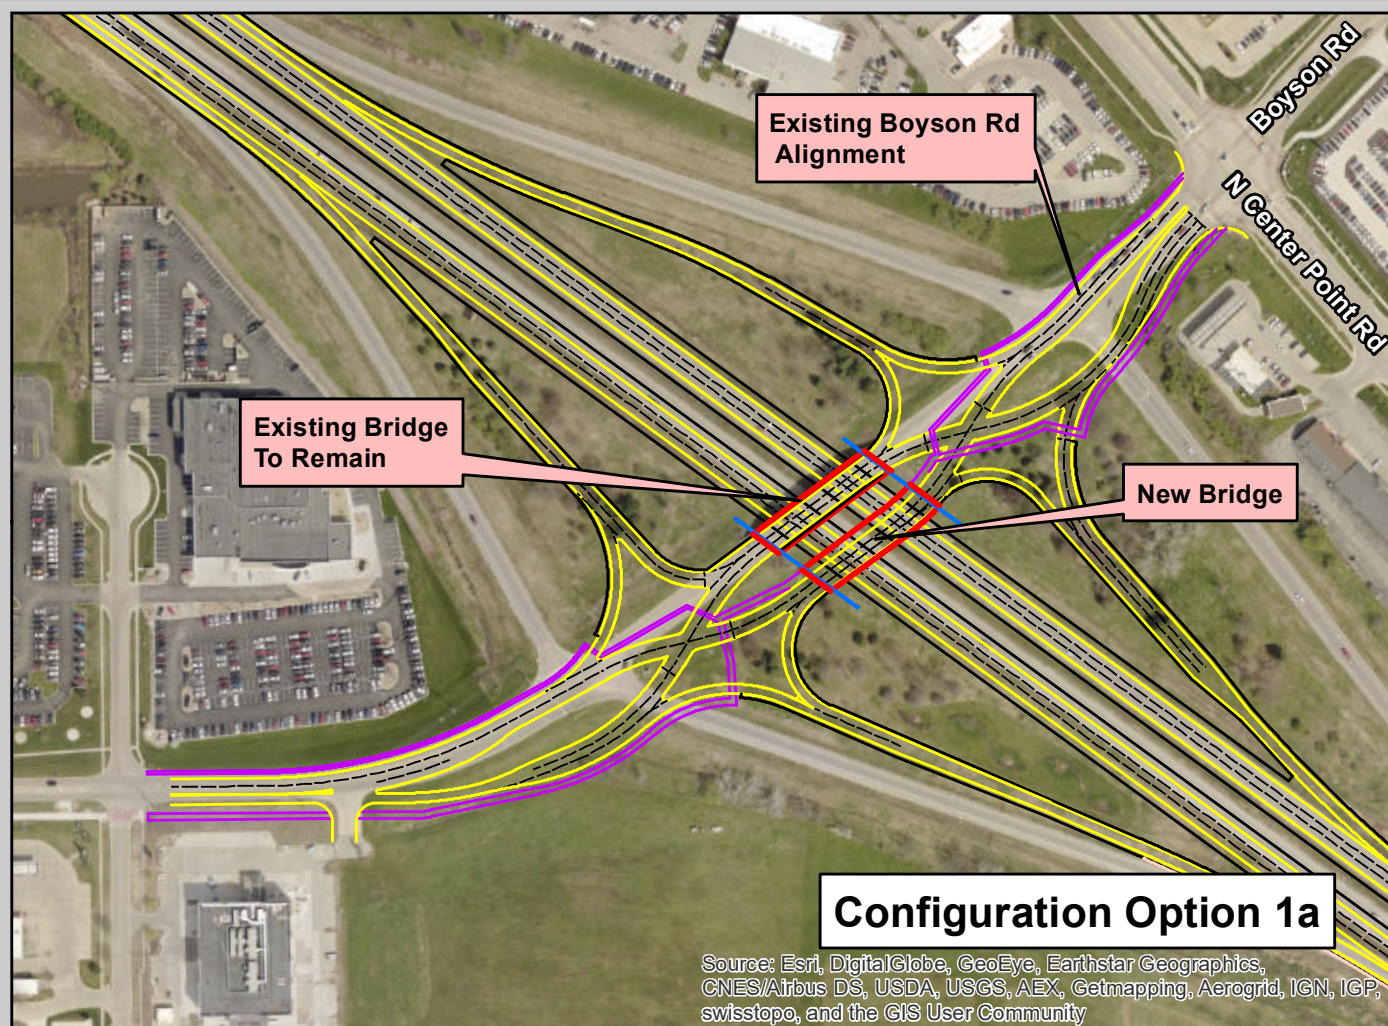 Boyson Rd
Existing Boyson Rd
Alignment
N Center Point Rd
Existing Bridge
To Remain
New Bridge
Configuration Option 1a
Source: Esri, DigitalGlobe, GeoEye, Earthstar Geographics,
CNES/Airbus DS, USDA, USGS, AEX, Getmapping, Aerogrid, IGN, IGP,
swisstopo, and the GIS User Community